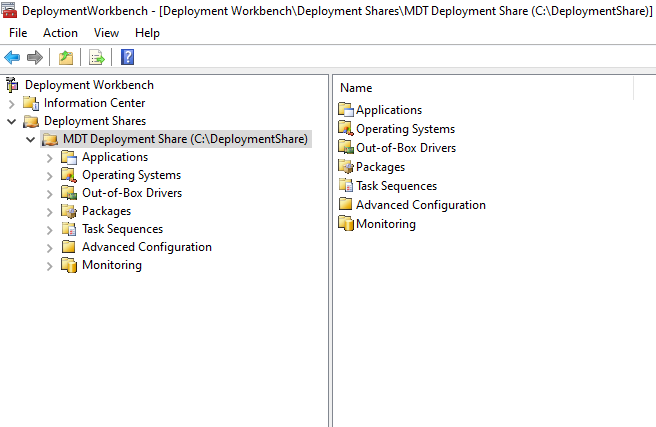 DeploymentWorkbench - [Deployment Workbench\Deployment Shares\MDT Deployment Share (C:\DeploymentShare)]
File Action View Help
Deployment Workbench
Information Center
Deployment Shares
MDT Deployment Share (C:\DeploymentShare)
Applications
Operating Systems
Out-of-Box Drivers
Packages
Task Sequences
Advanced Configuration
Monitoring
Name
Applications
Operating Systems
Out-of-Box Drivers
Packages
Task Sequences
Advanced Configuration
Monitoring